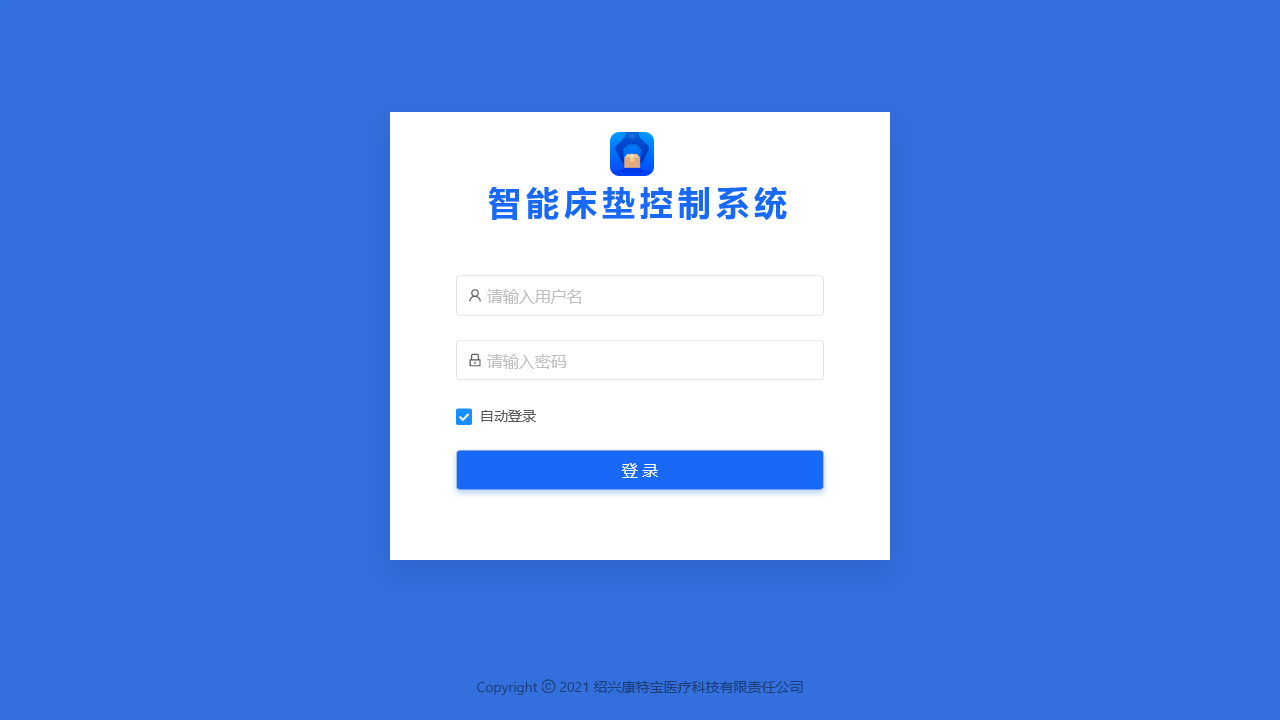 智能床垫控制系统
请输入用户名
请输入密码
自动登录
登 录
Copyright © 2021 绍兴康特宝医疗科技有限责任公司